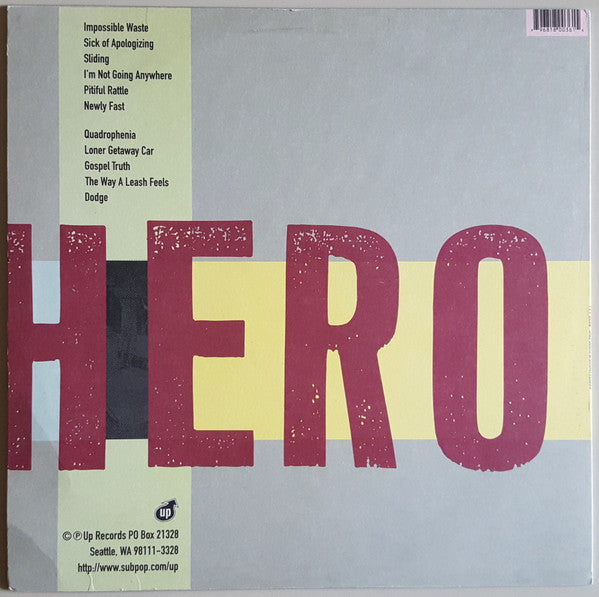 Impossible Waste
Sick of Apologizing
Sliding
I'm Not Going Anywhere
Pitiful Rattle
Newly Fast
Quadrophenia
Loner Getaway Car
Gospel Truth
The Way A Leash Feels
Dodge
HERO
up
© ℗ Up Records PO Box 21328
Seattle, WA 98111-3328
http://www.subpop.com/up